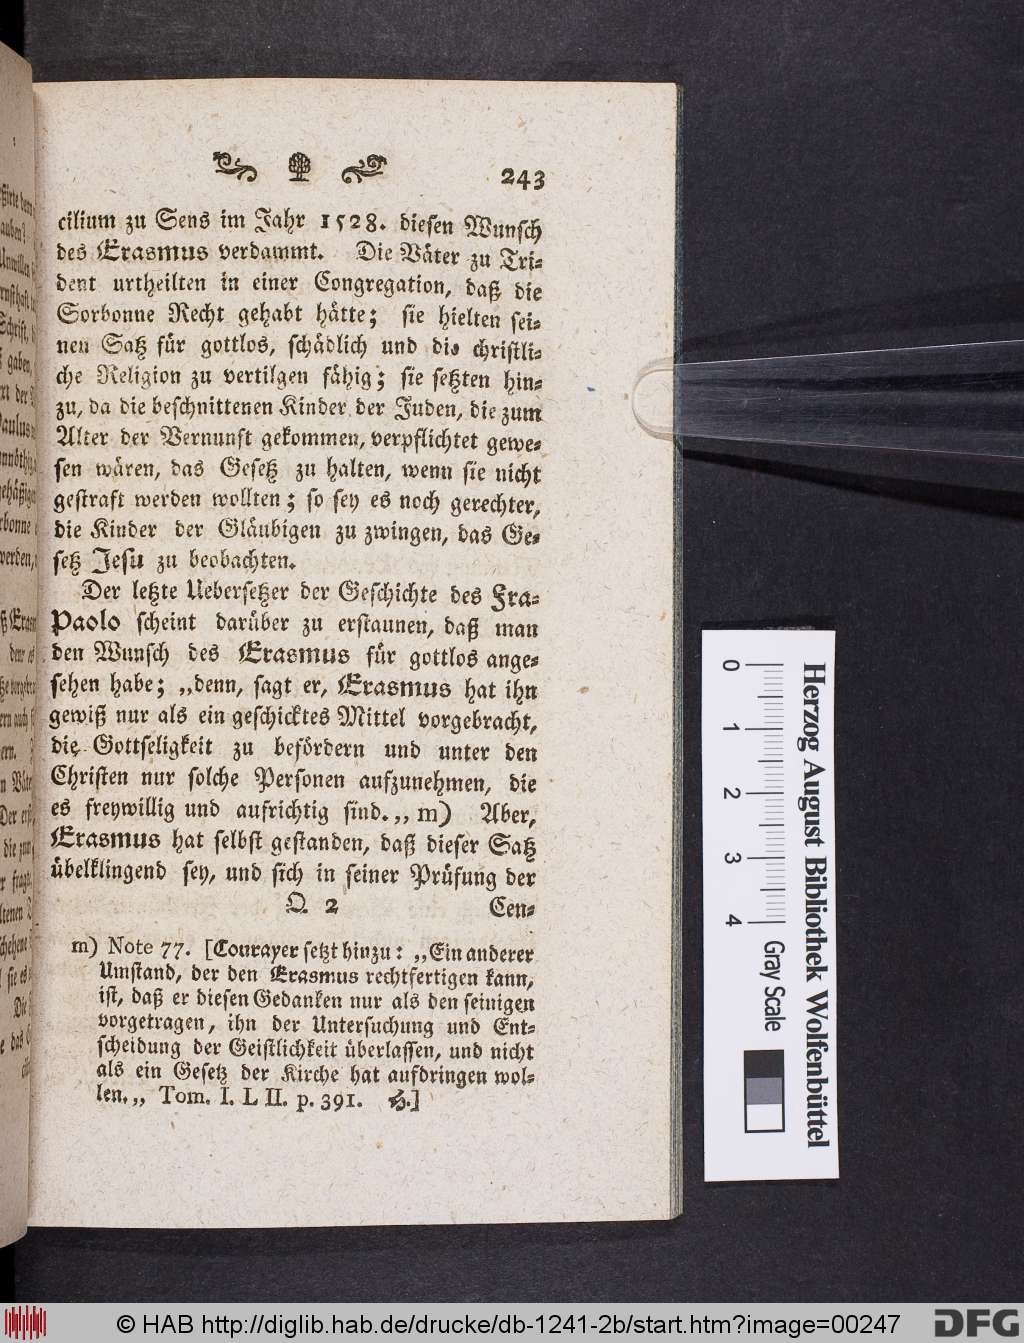 243
cilium zu Sens im Jahr 1528. diesen Wunsch
des Erasmus verdammt. Die Väter zu Tri-
dent urtheilten in einer Congregation, daß die
Sorbonne Recht gehabt hätte; sie hielten sei-
nen Satz für gottlos, schädlich und die christli-
che Religion zu vertilgen fähig; sie setzten hin-
zu, da die beschnittenen Kinder der Juden, die zum
Alter der Vernunft gekommen, verpflichtet gewe-
sen wären, das Gesetz zu halten, wenn sie nicht
gestraft werden wollten; so sey es noch gerechter,
die Kinder der Gläubigen zu zwingen, das Ge-
setz Jesu zu beobachten.
Der letzte Uebersetzer der Geschichte des Fra-
Paolo scheint darüber zu erstaunen, daß man
den Wunsch des Erasmus für gottlos ange-
sehen habe; „denn, sagt er, Erasmus hat ihn
gewiß nur als ein geschicktes Mittel vorgebracht,
die Gottseligkeit zu befördern und unter den
Christen nur solche Personen aufzunehmen, die
es freywillig und aufrichtig sind.„ m) Aber,
Erasmus hat selbst gestanden, daß dieser Satz
übelklingend sey, und sich in seiner Prüfung der
Q 2 Cen-
m) Note 77. [Courayer setzt hinzu: „Ein anderer
Umstand, der den Erasmus rechtfertigen kann,
ist, daß er diesen Gedanken nur als den seinigen
vorgetragen, ihn der Untersuchung und Ent-
scheidung der Geistlichkeit überlassen, und nicht
als ein Gesetz der Kirche hat aufdringen wol-
len.„ Tom. I. L II. p. 391. H.]
0 1 2 3 4
Gray Scale
Herzog August Bibliothek Wolfenbüttel
© HAB http://diglib.hab.de/drucke/db-1241-2b/start.htm?image=00247
DFG